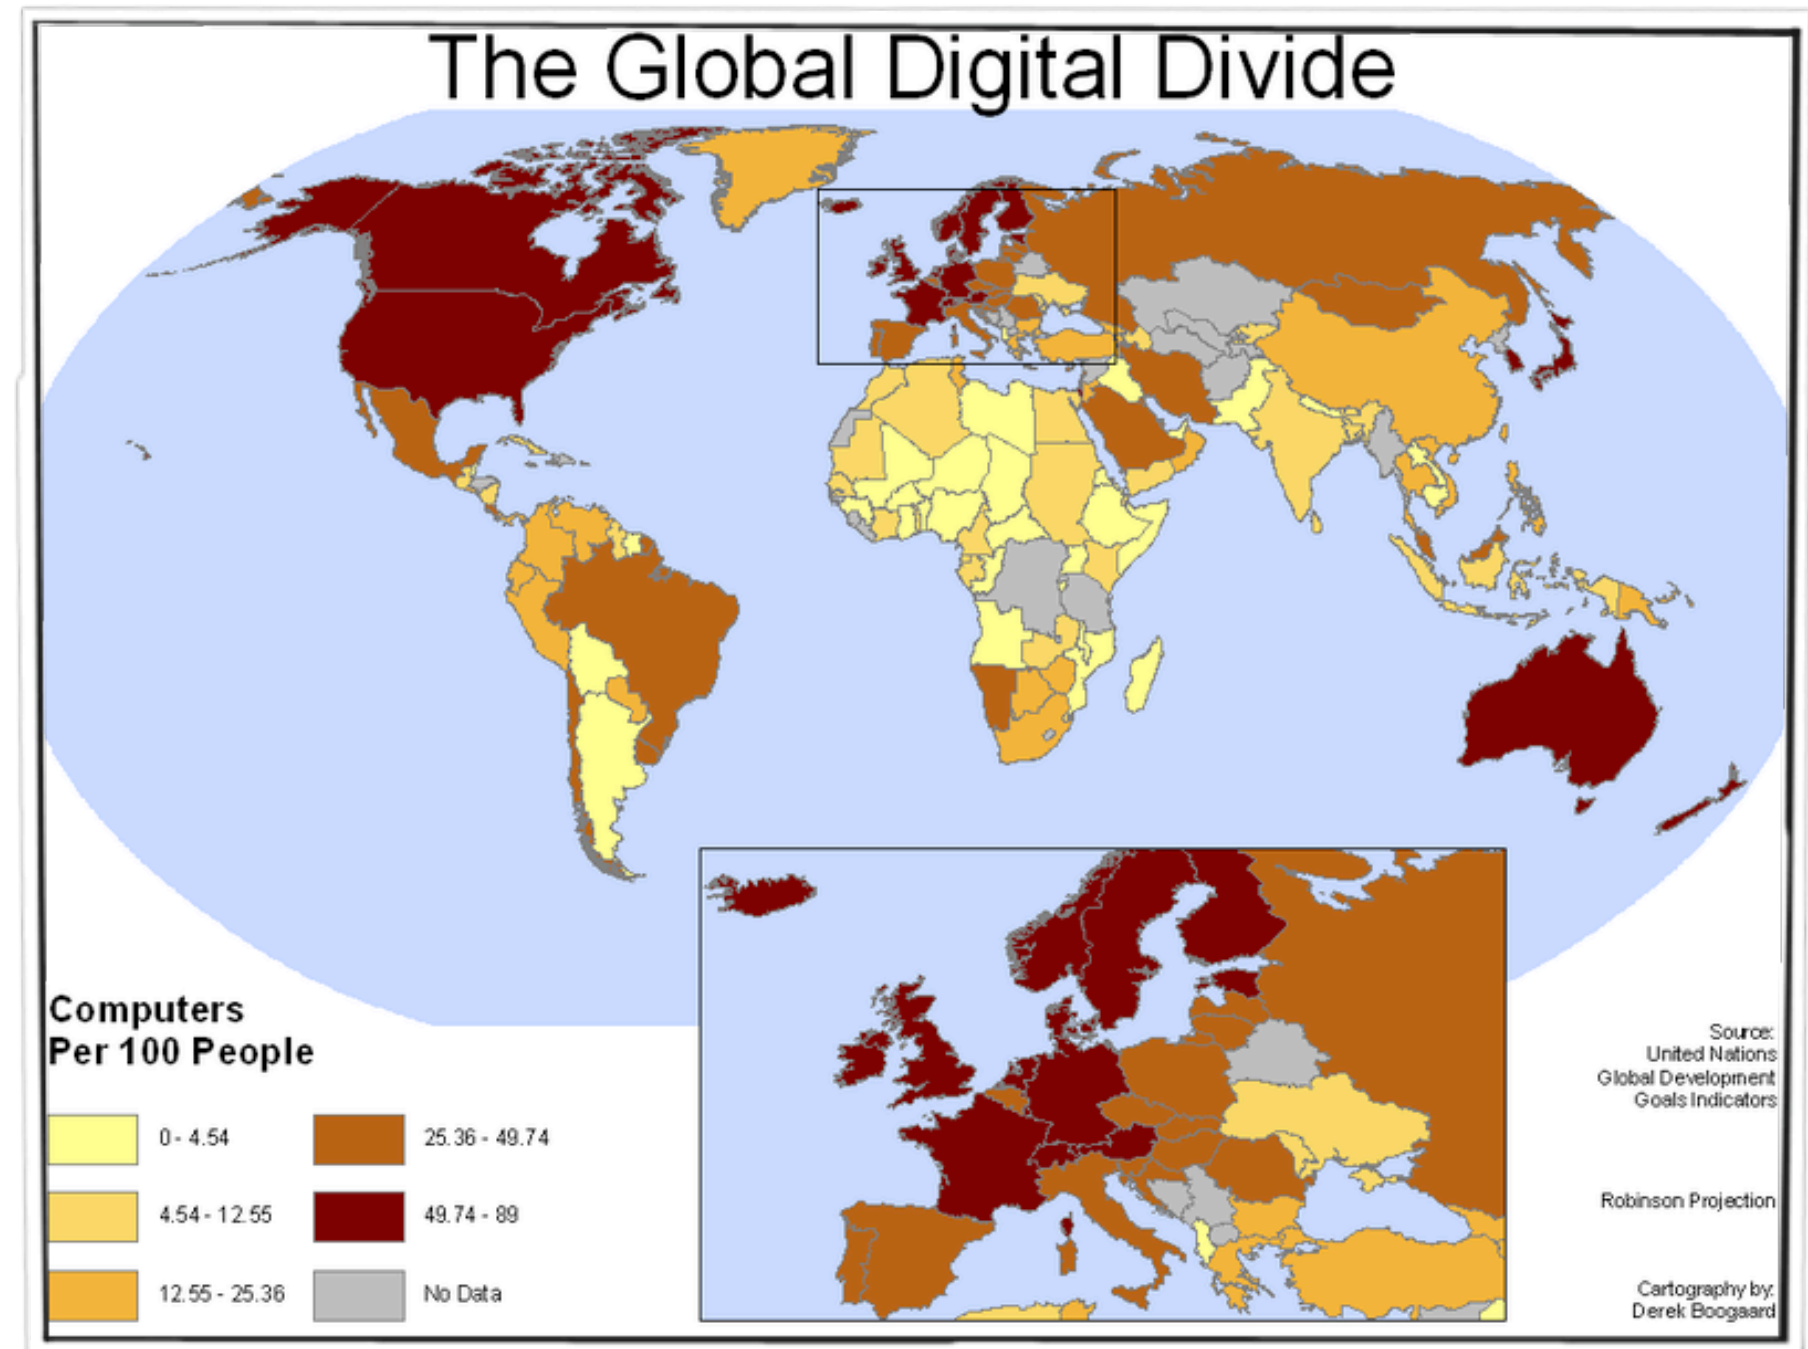 The Global Digital Divide
Computers
Per 100 People
0 - 4.54
25.36 - 49.74
4.54 - 12.55
49.74 - 89
12.55 - 25.36
No Data
Source:
United Nations
Global Development
Goals Indicators
Robinson Projection
Cartography by:
Derek Boogaard